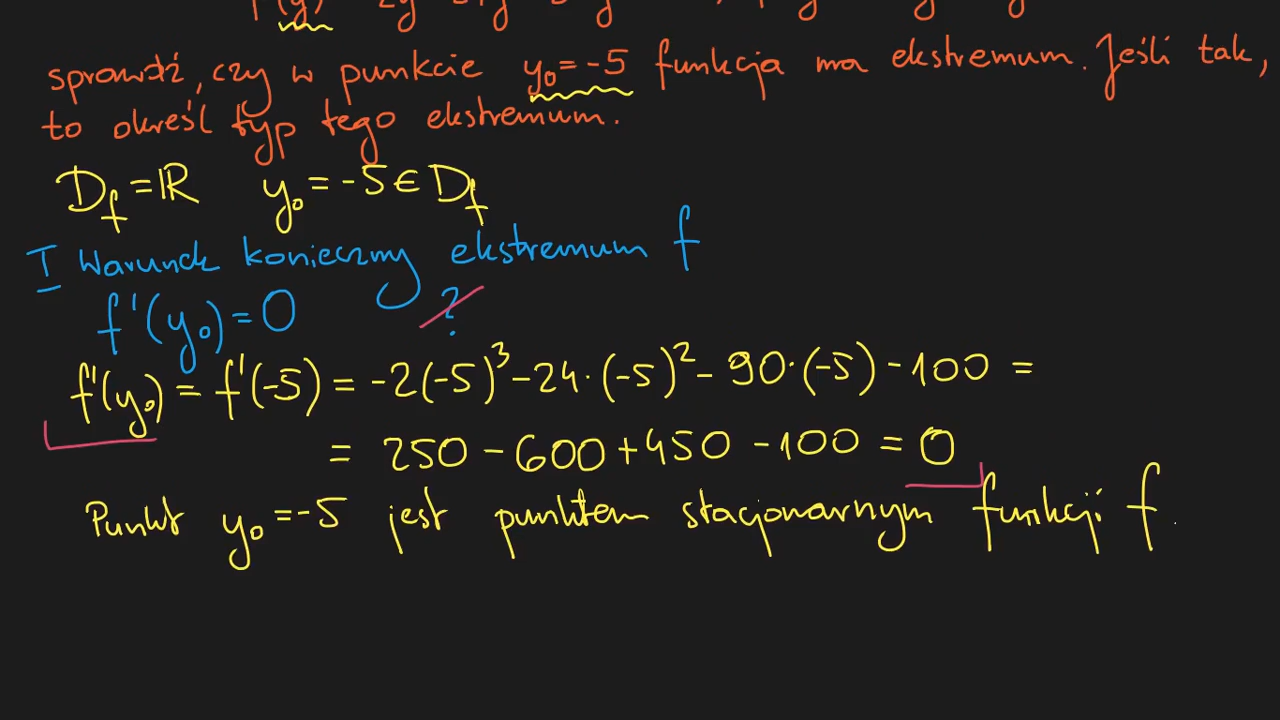 sprawdź, czy w punkcie y₀=-5 funkcja ma ekstremum. Jeśli tak,
to określ typ tego ekstremum.
D_f = ℝ y₀ = -5 ∈ D_f
I Warunek konieczny ekstremum f
f'(y₀) = 0 ?
f'(y₀) = f'(-5) = -2(-5)³ - 24·(-5)² - 90·(-5) - 100 =
= 250 - 600 + 450 - 100 = 0
Punkt y₀ = -5 jest punktem stacjonarnym funkcji f.